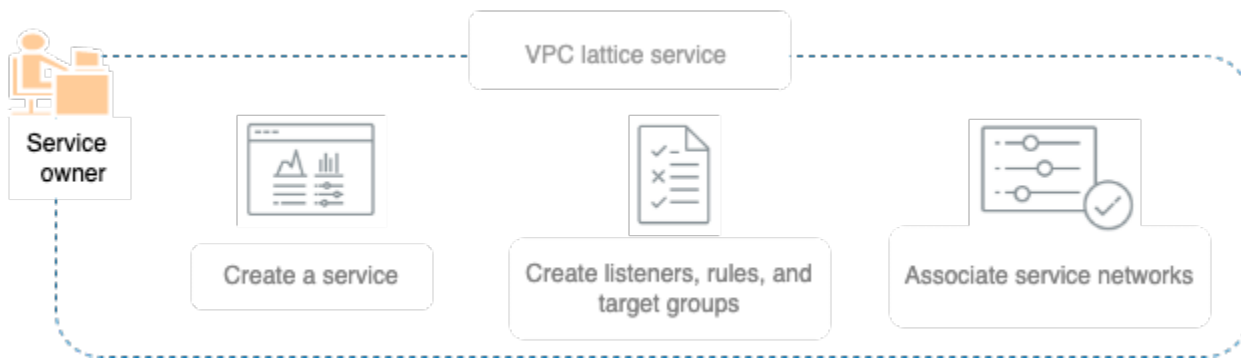 VPC lattice service
Service
owner
Create a service
Create listeners, rules, and
target groups
Associate service networks